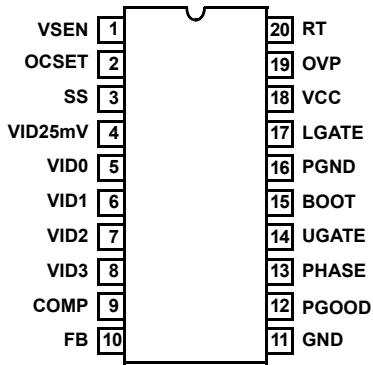 VSEN 1 20 RT
OCSET 2 19 OVP
SS 3 18 VCC
VID25mV 4 17 LGATE
VID0 5 16 PGND
VID1 6 15 BOOT
VID2 7 14 UGATE
VID3 8 13 PHASE
COMP 9 12 PGOOD
FB 10 11 GND